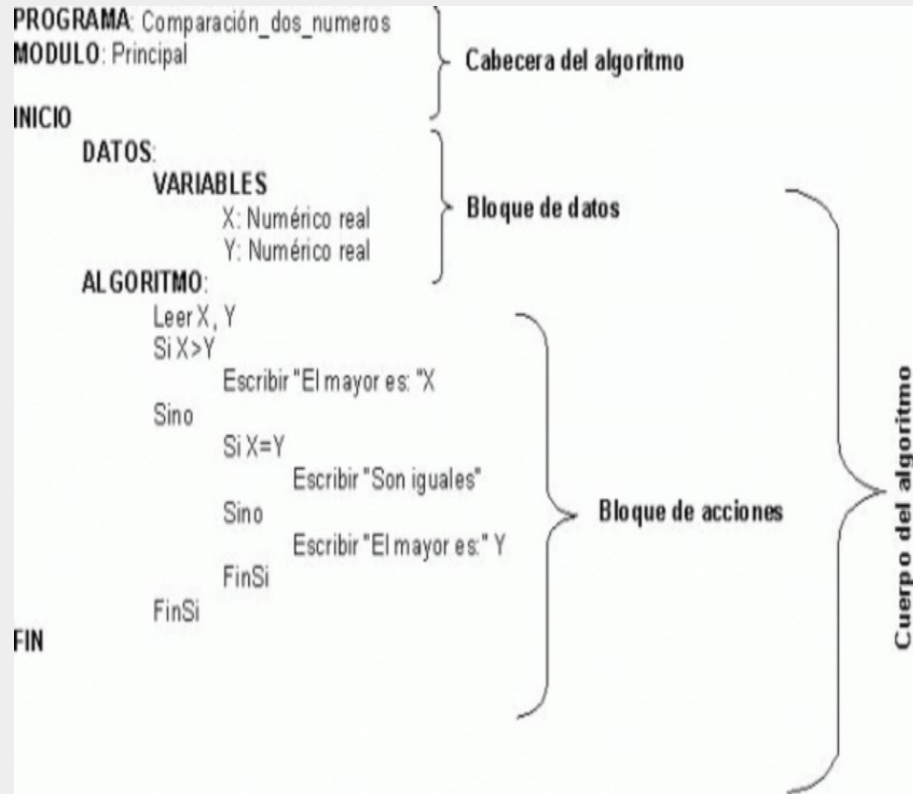 PROGRAMA: Comparación_dos_numeros
MODULO: Principal
Cabecera del algoritmo
INICIO
DATOS:
VARIABLES
X: Numérico real
Y: Numérico real
Bloque de datos
ALGORITMO:
Leer X, Y
Si X>Y
Escribir "El mayor es: "X
Sino
Si X=Y
Escribir "Son iguales"
Sino
Escribir "El mayor es:" Y
FinSi
FinSi
Bloque de acciones
FIN
Cuerpo del algoritmo